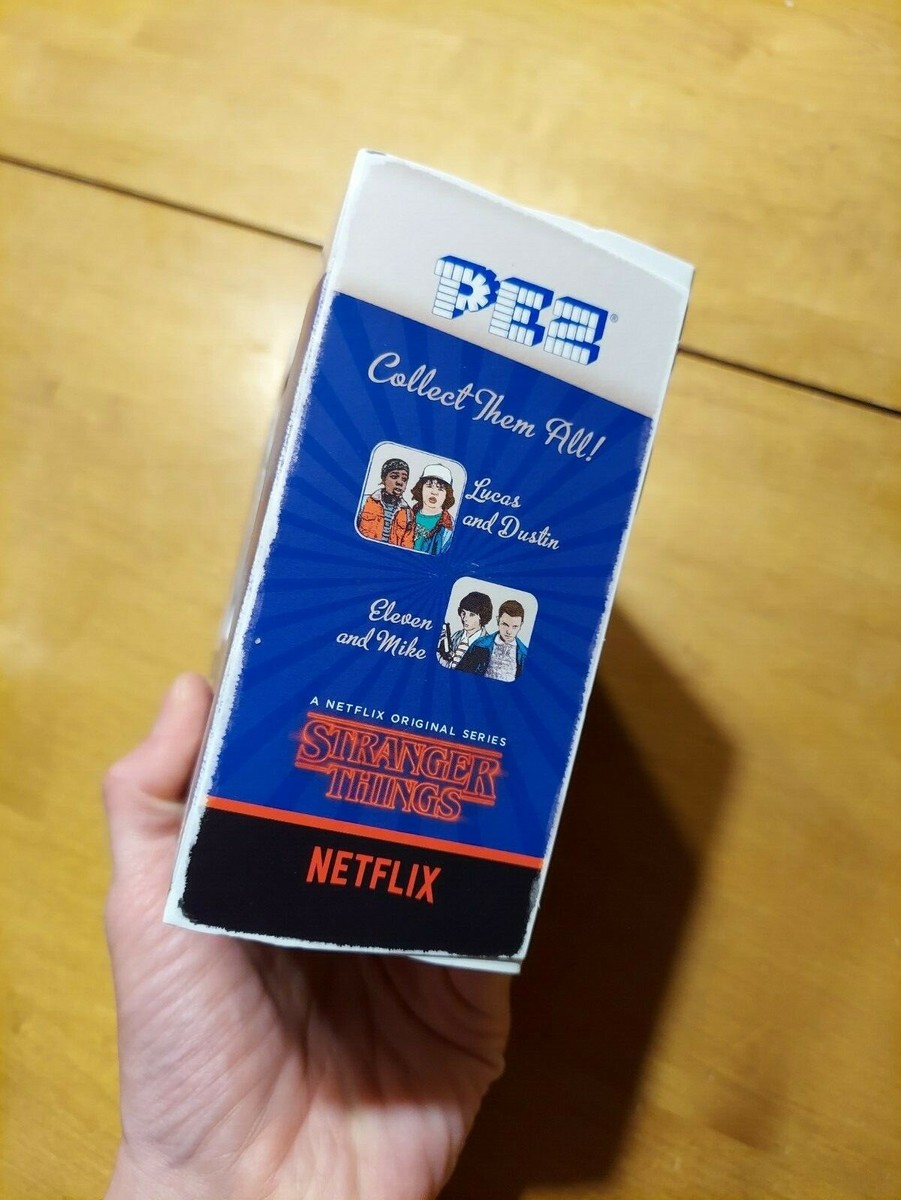 PEZ®
Collect Them All!
Lucas
and Dustin
Eleven
and Mike
A NETFLIX ORIGINAL SERIES
STRANGER
THINGS
NETFLIX